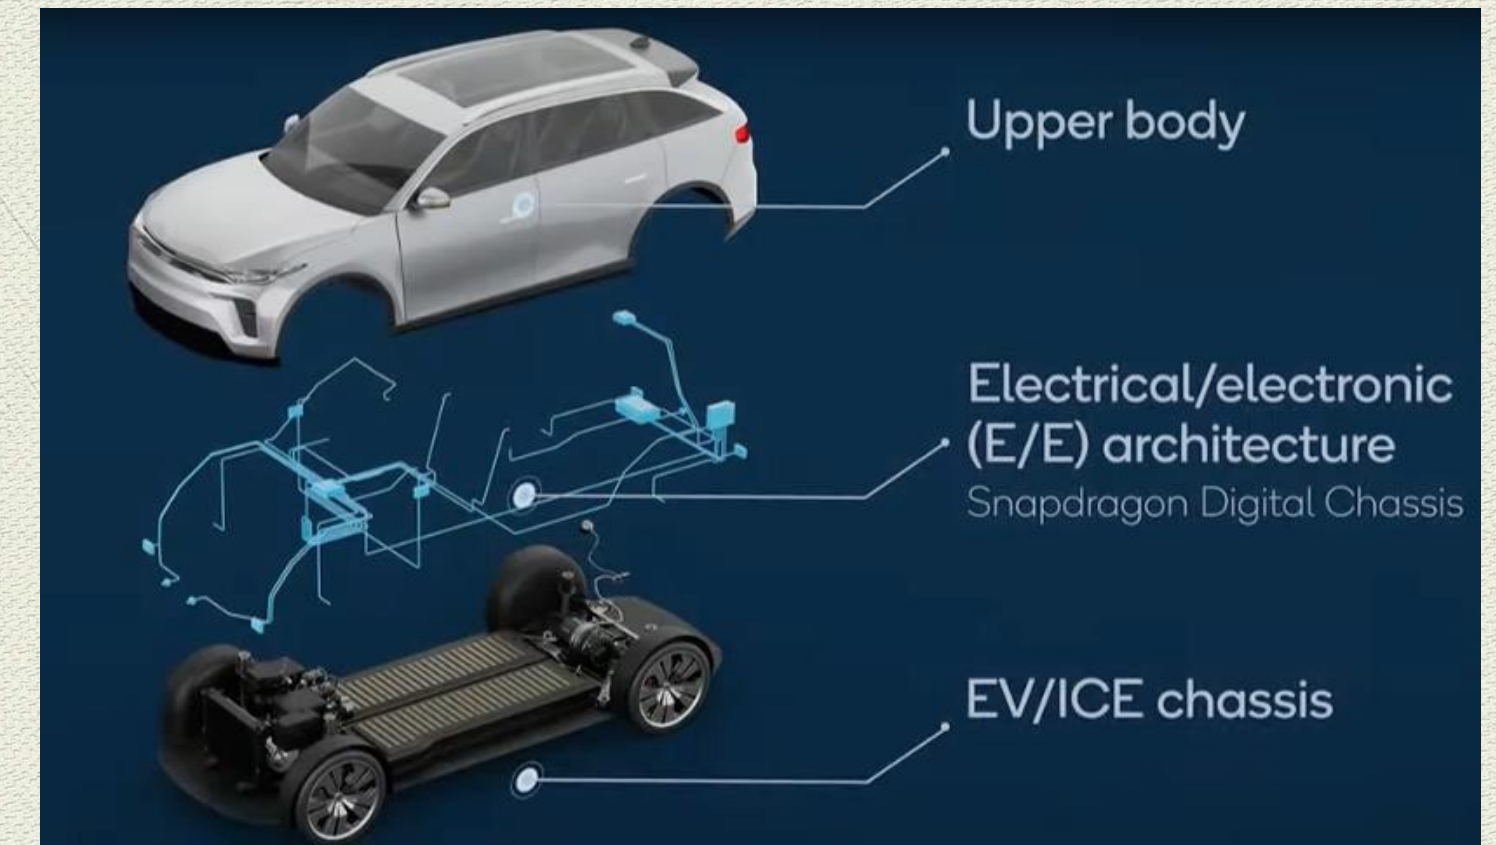 Upper body
Electrical/electronic
(E/E) architecture
Snapdragon Digital Chassis
EV/ICE chassis